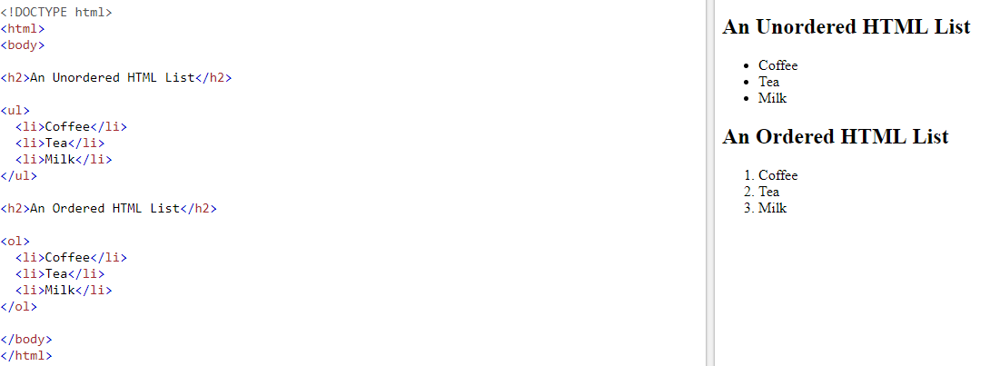 <!DOCTYPE html>
<html>
<body>

<h2>An Unordered HTML List</h2>

<ul>
  <li>Coffee</li>
  <li>Tea</li>
  <li>Milk</li>
</ul>

<h2>An Ordered HTML List</h2>

<ol>
  <li>Coffee</li>
  <li>Tea</li>
  <li>Milk</li>
</ol>

</body>
</html>
An Unordered HTML List
• Coffee
• Tea
• Milk
An Ordered HTML List
1. Coffee
2. Tea
3. Milk